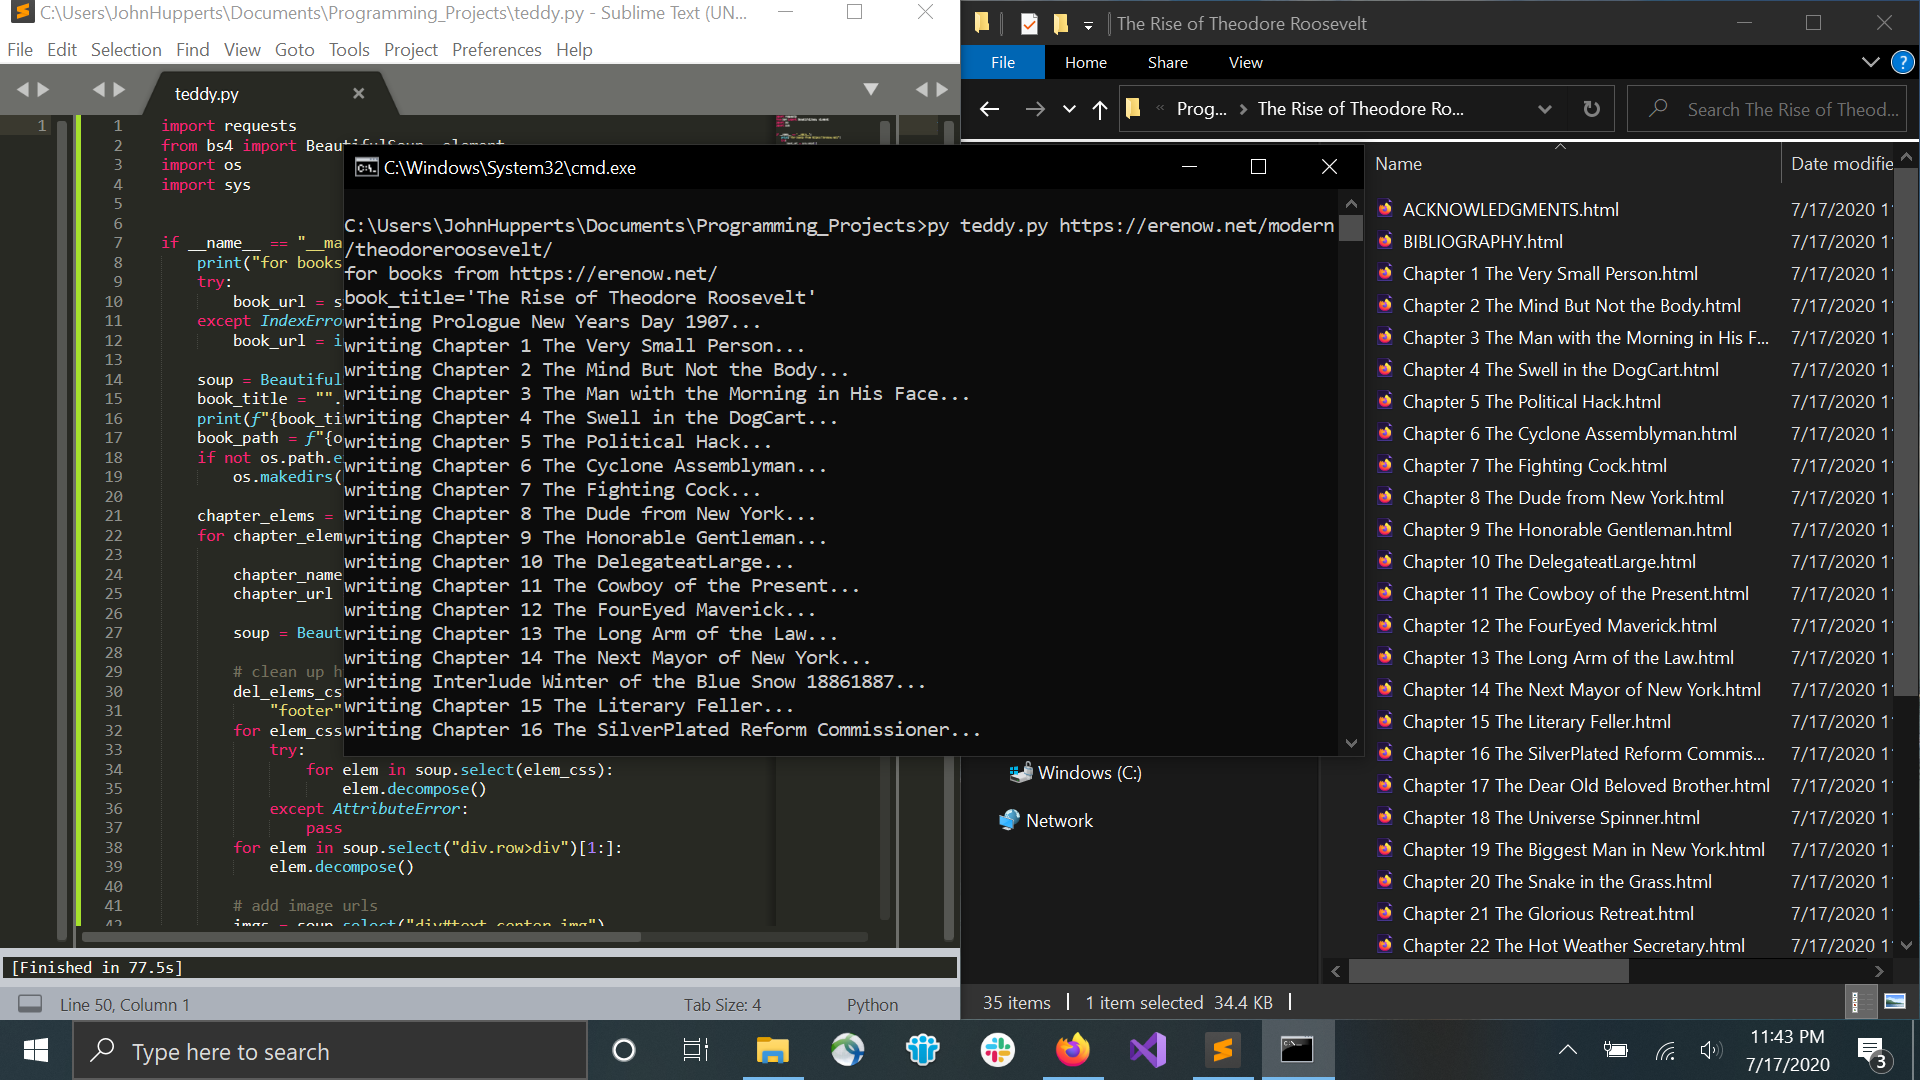 C:\Users\JohnHupperts\Documents\Programming_Projects\teddy.py - Sublime Text (UN...
File Edit Selection Find View Goto Tools Project Preferences Help
teddy.py
1
1 import requests
2 from bs4 import BeautifulSoup, element
3 import os
4 import sys
5
6
7 if __name__ == "__ma
8 print("for books
9 try:
10 book_url = s
11 except IndexErro
12 book_url = i
13
14 soup = Beautiful
15 book_title = "".
16 print(f"{book_ti
17 book_path = f"{o
18 if not os.path.e
19 os.makedirs(
20
21 chapter_elems =
22 for chapter_elem
23
24 chapter_name
25 chapter_url
26
27 soup = Beaut
28
29 # clean up h
30 del_elems_cs
31 "footer"
32 for elem_css
33 try:
34 for elem in soup.select(elem_css):
35 elem.decompose()
36 except AttributeError:
37 pass
38 for elem in soup.select("div.row>div")[1:]:
39 elem.decompose()
40
41 # add image urls
42 imgs = soup.select("div#text-conten img")
[Finished in 77.5s]
Line 50, Column 1 Tab Size: 4 Python
C:\Windows\System32\cmd.exe
C:\Users\JohnHupperts\Documents\Programming_Projects>py teddy.py https://erenow.net/modern
/theodoreroosevelt/
for books from https://erenow.net/
book_title='The Rise of Theodore Roosevelt'
writing Prologue New Years Day 1907...
writing Chapter 1 The Very Small Person...
writing Chapter 2 The Mind But Not the Body...
writing Chapter 3 The Man with the Morning in His Face...
writing Chapter 4 The Swell in the DogCart...
writing Chapter 5 The Political Hack...
writing Chapter 6 The Cyclone Assemblyman...
writing Chapter 7 The Fighting Cock...
writing Chapter 8 The Dude from New York...
writing Chapter 9 The Honorable Gentleman...
writing Chapter 10 The DelegateatLarge...
writing Chapter 11 The Cowboy of the Present...
writing Chapter 12 The FourEyed Maverick...
writing Chapter 13 The Long Arm of the Law...
writing Chapter 14 The Next Mayor of New York...
writing Interlude Winter of the Blue Snow 18861887...
writing Chapter 15 The Literary Feller...
writing Chapter 16 The SilverPlated Reform Commissioner...
The Rise of Theodore Roosevelt
File Home Share View
Prog... The Rise of Theodore Ro... Search The Rise of Theod...
Name Date modifie
ACKNOWLEDGMENTS.html 7/17/2020 1
BIBLIOGRAPHY.html 7/17/2020 1
Chapter 1 The Very Small Person.html 7/17/2020 1
Chapter 2 The Mind But Not the Body.html 7/17/2020 1
Chapter 3 The Man with the Morning in His F... 7/17/2020 1
Chapter 4 The Swell in the DogCart.html 7/17/2020 1
Chapter 5 The Political Hack.html 7/17/2020 1
Chapter 6 The Cyclone Assemblyman.html 7/17/2020 1
Chapter 7 The Fighting Cock.html 7/17/2020 1
Chapter 8 The Dude from New York.html 7/17/2020 1
Chapter 9 The Honorable Gentleman.html 7/17/2020 1
Chapter 10 The DelegateatLarge.html 7/17/2020 1
Chapter 11 The Cowboy of the Present.html 7/17/2020 1
Chapter 12 The FourEyed Maverick.html 7/17/2020 1
Chapter 13 The Long Arm of the Law.html 7/17/2020 1
Chapter 14 The Next Mayor of New York.html 7/17/2020 1
Chapter 15 The Literary Feller.html 7/17/2020 1
Chapter 16 The SilverPlated Reform Commis... 7/17/2020 1
Chapter 17 The Dear Old Beloved Brother.html 7/17/2020 1
Chapter 18 The Universe Spinner.html 7/17/2020 1
Chapter 19 The Biggest Man in New York.html 7/17/2020 1
Chapter 20 The Snake in the Grass.html 7/17/2020 1
Chapter 21 The Glorious Retreat.html 7/17/2020 1
Chapter 22 The Hot Weather Secretary.html 7/17/2020 1
Windows (C:)
Network
35 items 1 item selected 34.4 KB
Type here to search
11:43 PM
7/17/2020
3